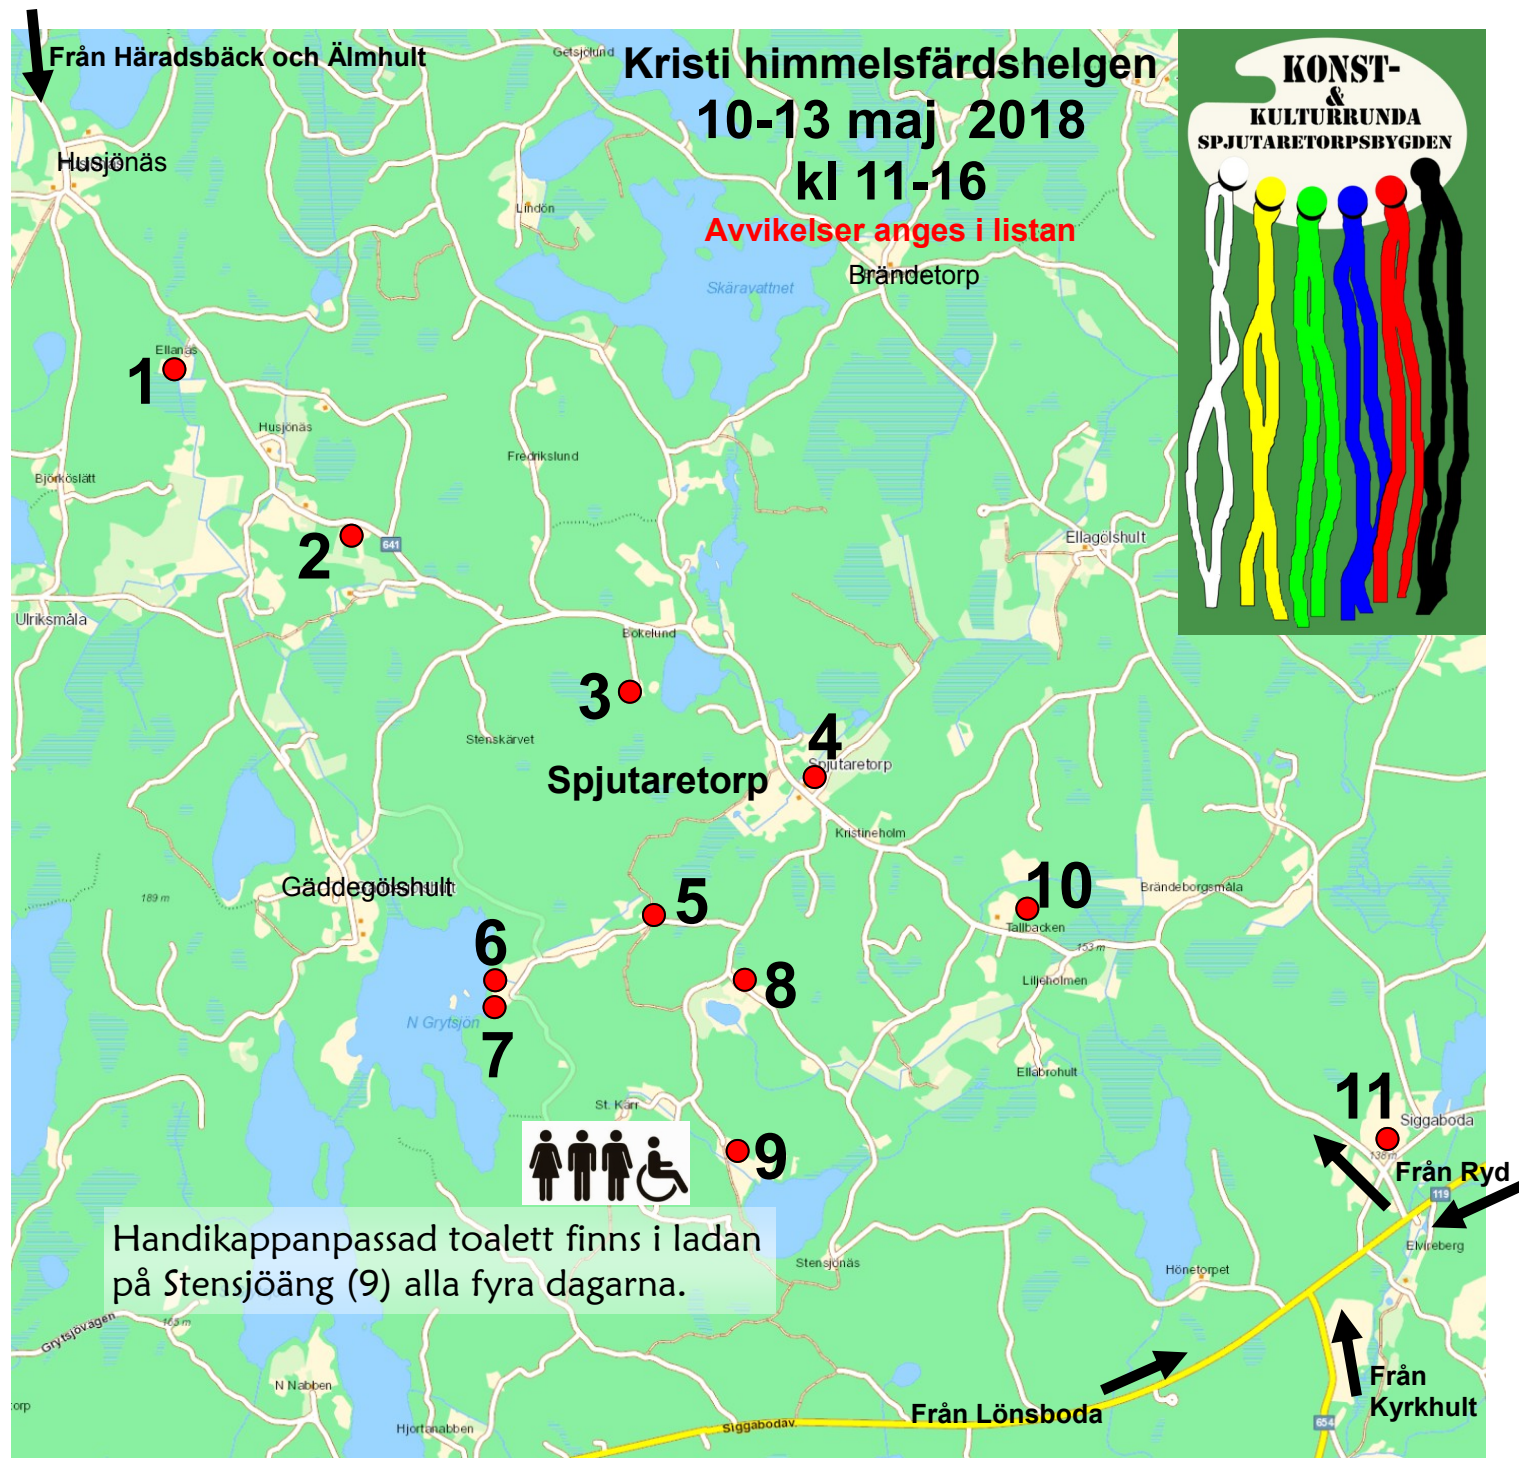 Från Häradsbäck och Älmhult
Kristi himmelsfärdshelgen
10-13 maj 2018
kl 11-16
Avvikelser anges i listan
KONST-
&
KULTURRUNDA
SPJUTARETORPSBYGDEN
Getsjölund
Husjönäs
Lindön
Skäravattnet
Brändetorp
Ellanäs
1
Husjönäs
Fredrikslund
Björköslätt
2
641
Ellagölshult
Ulriksmåla
Bökelund
3
Stenskärvet
4
Spjutaretorp
Spjutaretorp
Kristineholm
Gäddegölshult
189 m
5
10
Brändeborgsmåla
Tallbacken
153 m
6
8
Liljeholmen
N Grytsjön
7
Ellabrohult
St. Kärr
11
Siggaboda
9
138 m
Från Ryd
119
Elvireberg
Handikappanpassad toalett finns i ladan
på Stensjöäng (9) alla fyra dagarna.
Stensjönäs
Hönetorpet
Grytsjövägen
165 m
N Nabben
Från
Kyrkhult
orp
Hjortanabben
Siggabodav.
Från Lönsboda
654